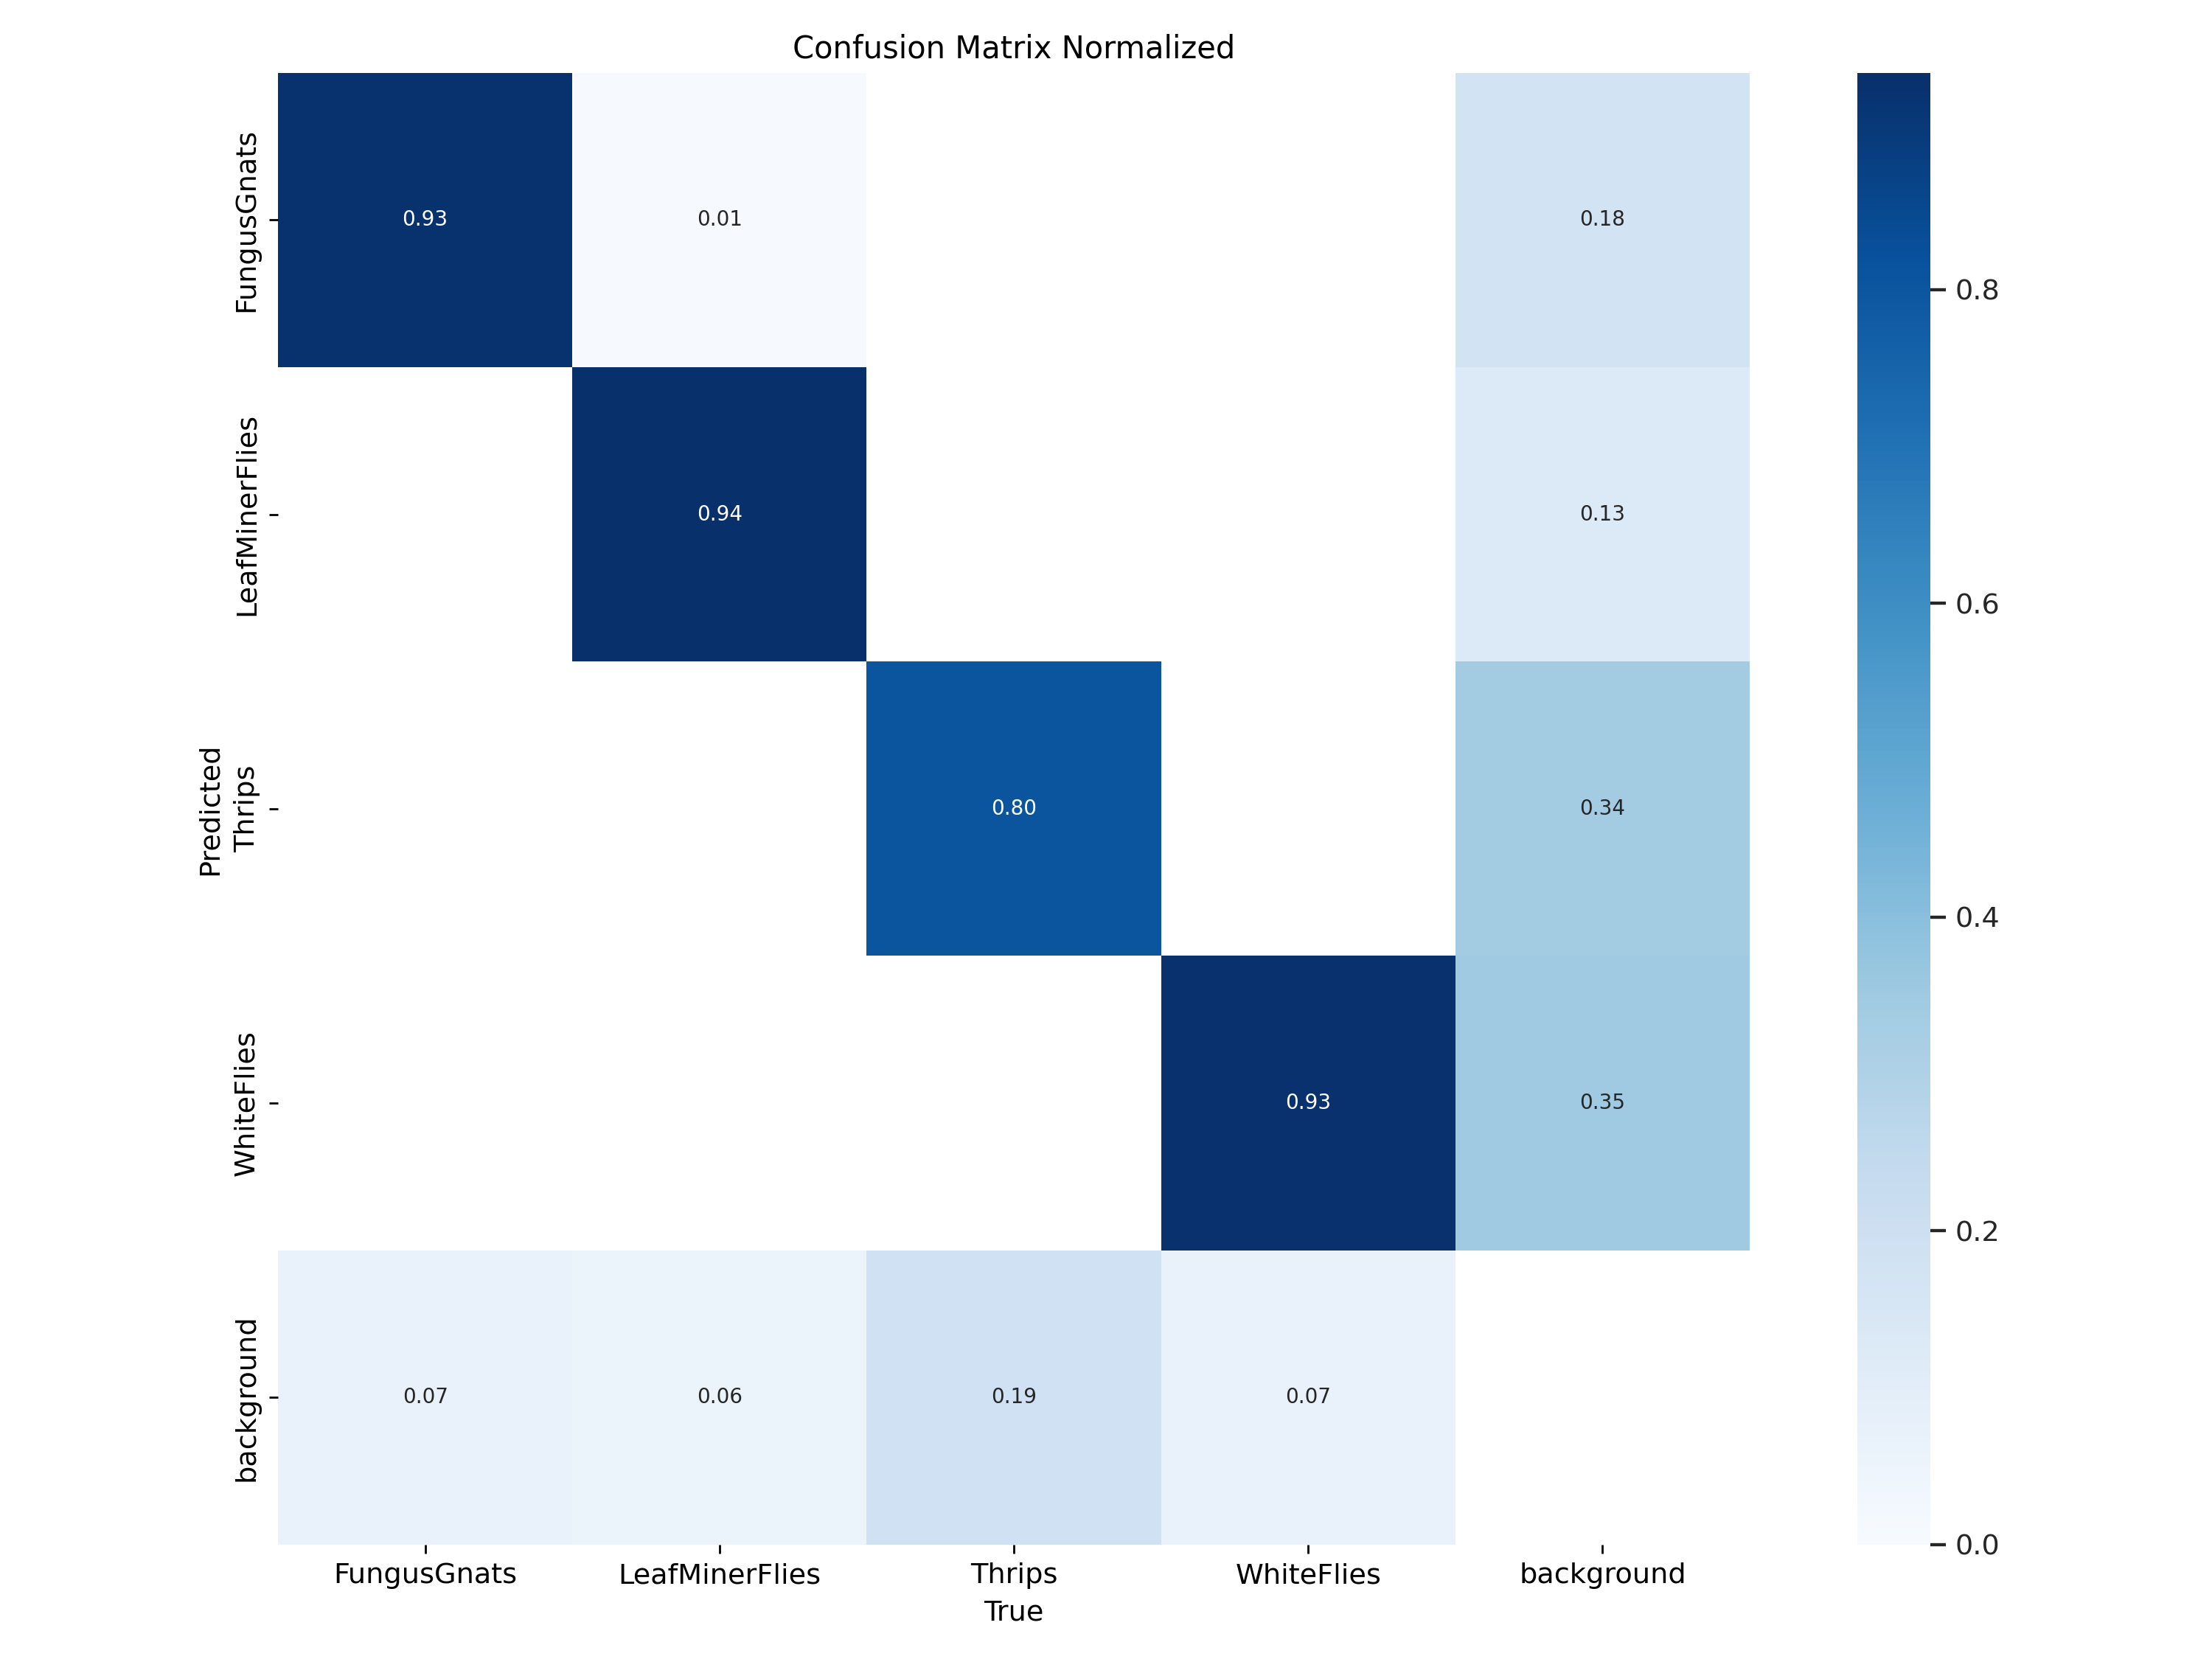 Confusion Matrix Normalized
FungusGnats
0.93
0.01
0.18
0.8
LeafMinerFlies
0.94
0.13
0.6
Predicted
Thrips
0.80
0.34
0.4
WhiteFlies
0.93
0.35
0.2
background
0.07
0.06
0.19
0.07
0.0
FungusGnats
LeafMinerFlies
Thrips
WhiteFlies
background
True